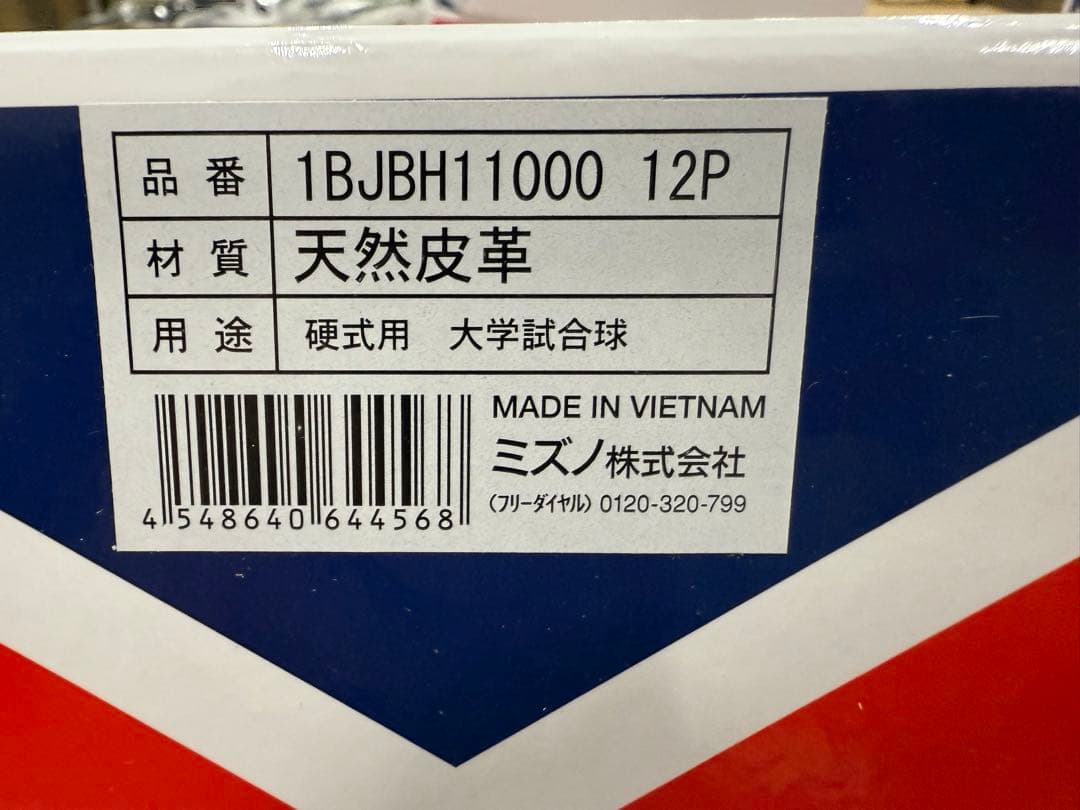 品番 1BJBH11000 12P
材質 天然皮革
用途 硬式用 大学試合球
MADE IN VIETNAM
ミズノ株式会社
(フリーダイヤル) 0120-320-799
4 548640 644568